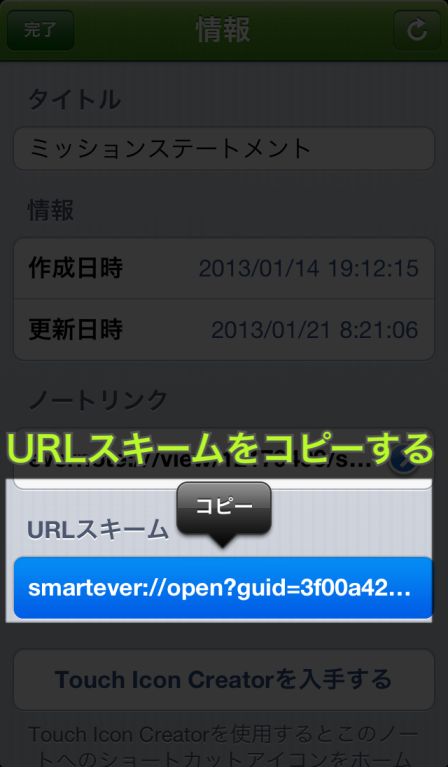 完了
情報
タイトル
ミッションステートメント
情報
作成日時 2013/01/14 19:12:15
更新日時 2013/01/21 8:21:06
ノートリンク
URLスキームをコピーする
コピー
URLスキーム
smartever://open?guid=3f00a42...
Touch Icon Creatorを入手する
Touch Icon Creatorを使用するとこのノー
トへのショートカットアイコンをホーム